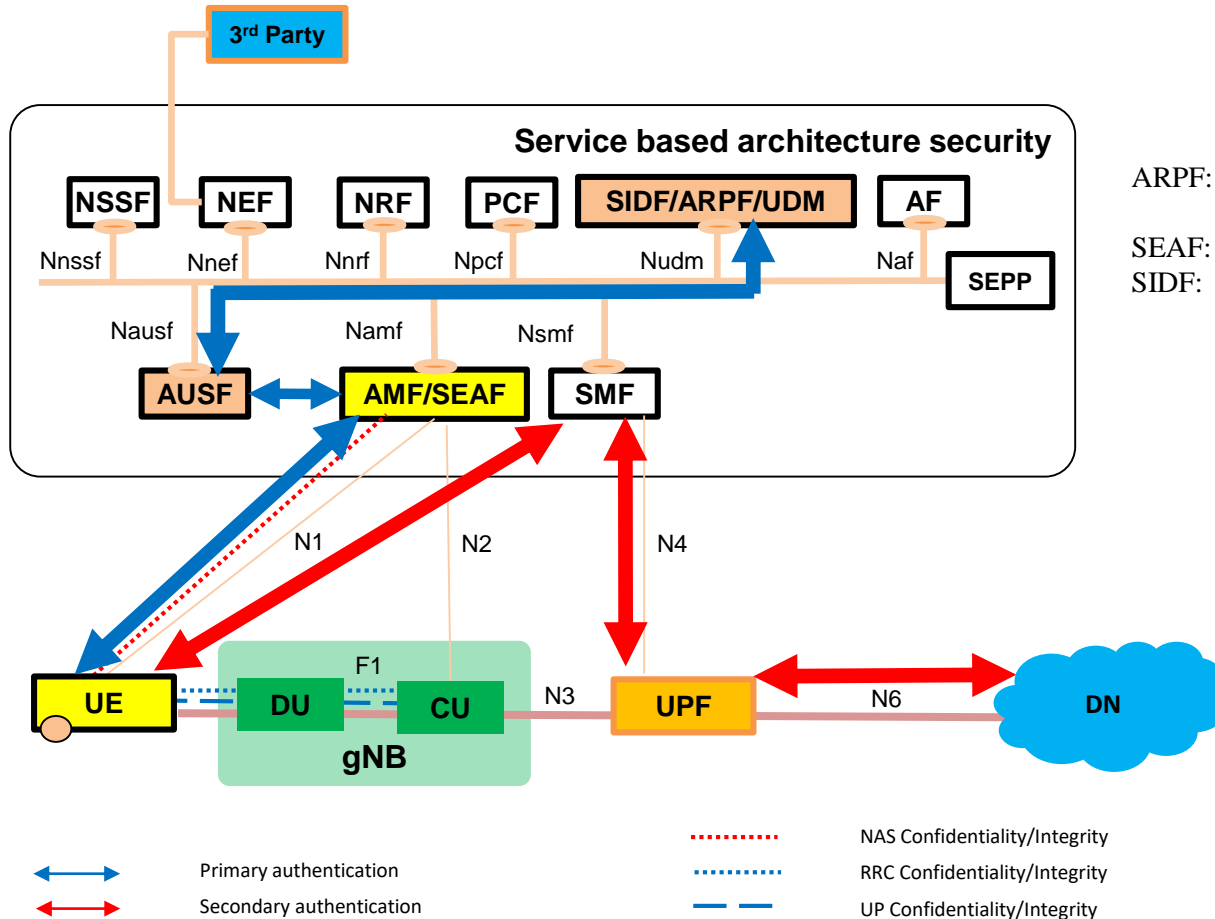 3rd Party
Service based architecture security
NSSF
NEF
NRF
PCF
SIDF/ARPF/UDM
AF
ARPF:
SEAF:
SIDF:
Nnssf
Nnef
Nnrf
Npcf
Nudm
Naf
SEPP
Nausf
Namf
Nsmf
AUSF
AMF/SEAF
SMF
N1
N2
N4
F1
UE
DU
CU
N3
UPF
N6
DN
gNB
Primary authentication
Secondary authentication
NAS Confidentiality/Integrity
RRC Confidentiality/Integrity
UP Confidentiality/Integrity